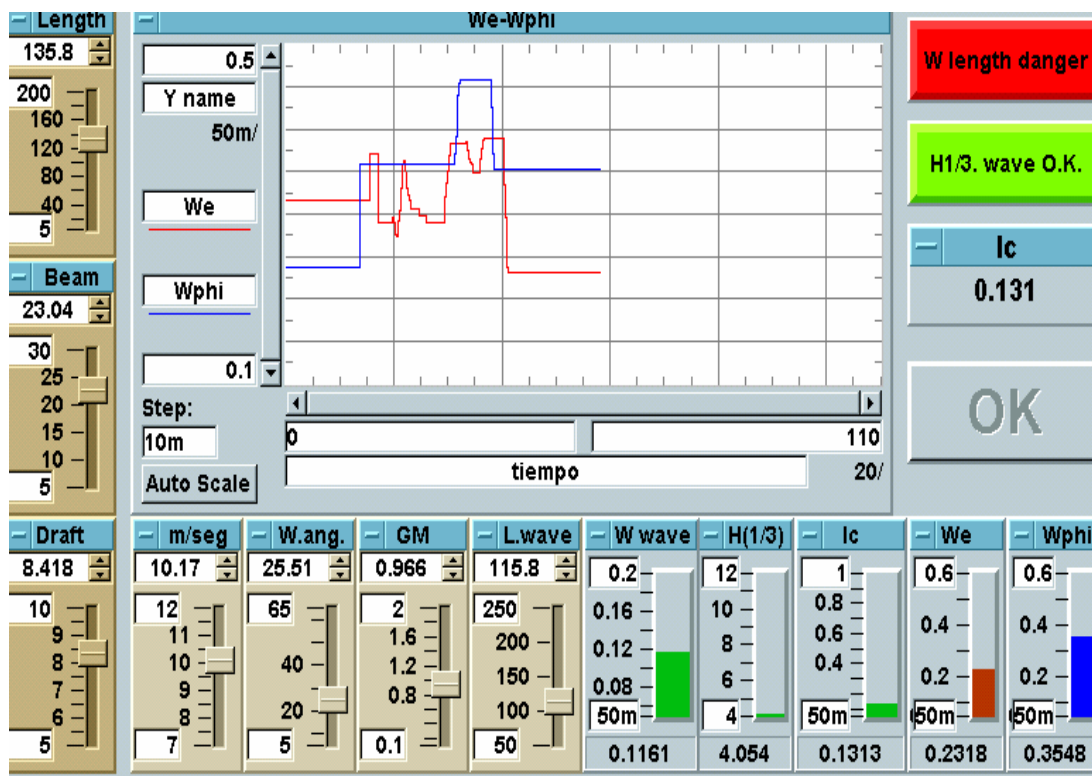 Length
135.8
200
160
120
80
40
5
Beam
23.04
30
25
20
15
10
5
Draft
8.418
10
9
8
7
6
5
We-Wphi
0.5
Y name
50m/
We
Wphi
0.1
Step:
10m
Auto Scale
0
110
tiempo
20/
W length danger
H1/3. wave O.K.
Ic
0.131
OK
m/seg
10.17
12
11
10
9
8
7
W.ang.
25.51
65
40
20
5
GM
0.966
2
1.6
1.2
0.8
0.1
L.wave
115.8
250
200
150
100
50
W wave
0.2
0.16
0.12
0.08
50m
0.1161
H(1/3)
12
10
8
6
4
4.054
Ic
1
0.8
0.6
0.4
50m
0.1313
We
0.6
0.4
0.2
50m
0.2318
Wphi
0.6
0.4
0.2
50m
0.3548